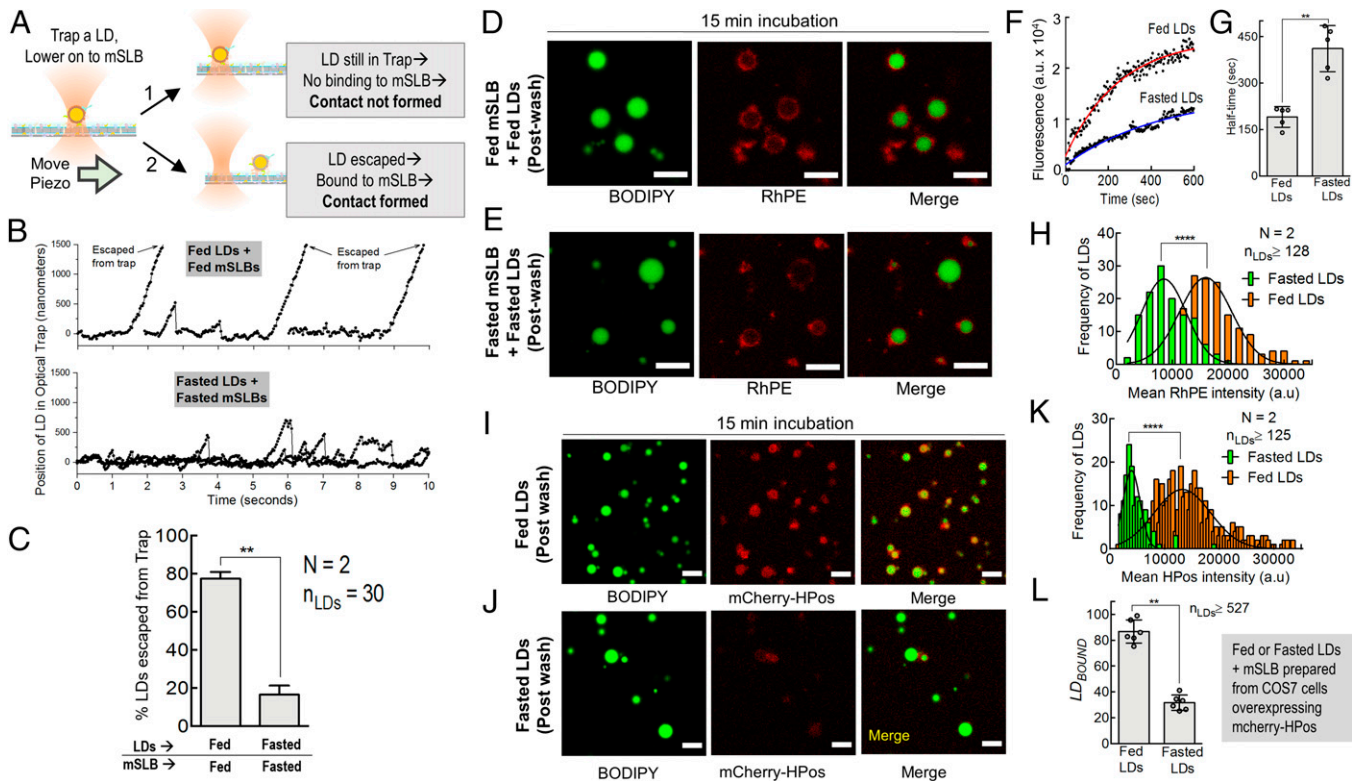 A
Trap a LD,
Lower on to mSLB
1
2
Move
Piezo
LD still in Trap→
No binding to mSLB→
Contact not formed
LD escaped→
Bound to mSLB→
Contact formed
B
Position of LD in Optical Trap (nanometers)
1500
1000
500
0
Escaped
from trap
Fed LDs +
Fed mSLBs
Escaped
from trap
1500
1000
500
0
Fasted LDs +
Fasted mSLBs
0 1 2 3 4 5 6 7 8 9 10
Time (seconds)
C
% LDs escaped from Trap
100
80
60
40
20
0
**
N = 2
nLDs = 30
LDs → Fed Fasted
mSLB → Fed Fasted
D
15 min incubation
Fed mSLB
+ Fed LDs
(Post-wash)
BODIPY RhPE Merge
E
Fasted mSLB
+ Fasted LDs
(Post-wash)
BODIPY RhPE Merge
F
Fluorescence (a.u. x 10⁴)
3
2
1
0
Fed LDs
Fasted LDs
0 200 400 600
Time (sec)
G
Half-time (sec)
450
300
150
0
**
Fed
LDs
Fasted
LDs
H
Frequency of LDs
40
30
20
10
0
****
N = 2
nLDs≥ 128
Fasted LDs
Fed LDs
10000 20000 30000
Mean RhPE intensity (a.u)
I
15 min incubation
Fed LDs
(Post wash)
BODIPY mCherry-HPos Merge
J
Fasted LDs
(Post wash)
Merge
BODIPY mCherry-HPos Merge
K
Frequency of LDs
30
20
10
0
****
N = 2
nLDs≥ 125
Fasted LDs
Fed LDs
0 10000 20000 30000
Mean HPos intensity (a.u)
L
LDBOUND
100
80
60
40
20
0
**
nLDs≥ 527
Fed
LDs
Fasted
LDs
Fed or Fasted LDs
+ mSLB prepared
from COS7 cells
overexpressing
mcherry-HPos